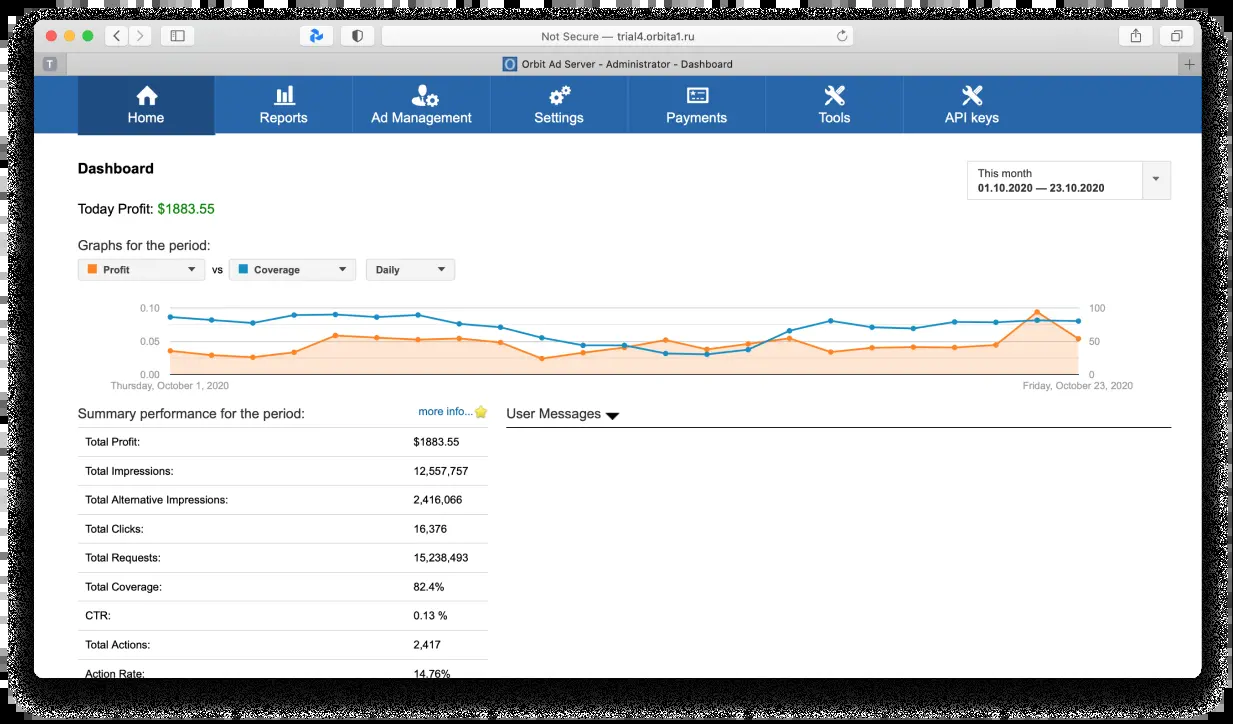 Not Secure — trial4.orbita1.ru
T
Orbit Ad Server - Administrator - Dashboard
Home
Reports
Ad Management
Settings
Payments
Tools
API keys
Dashboard
This month
01.10.2020 — 23.10.2020
Today Profit: $1883.55
Graphs for the period:
Profit vs Coverage Daily
0.10 100
0.05 50
0.00 0
Thursday, October 1, 2020 Friday, October 23, 2020
Summary performance for the period: more info...
User Messages
Total Profit: $1883.55
Total Impressions: 12,557,757
Total Alternative Impressions: 2,416,066
Total Clicks: 16,376
Total Requests: 15,238,493
Total Coverage: 82.4%
CTR: 0.13 %
Total Actions: 2,417
Action Rate: 14.76%